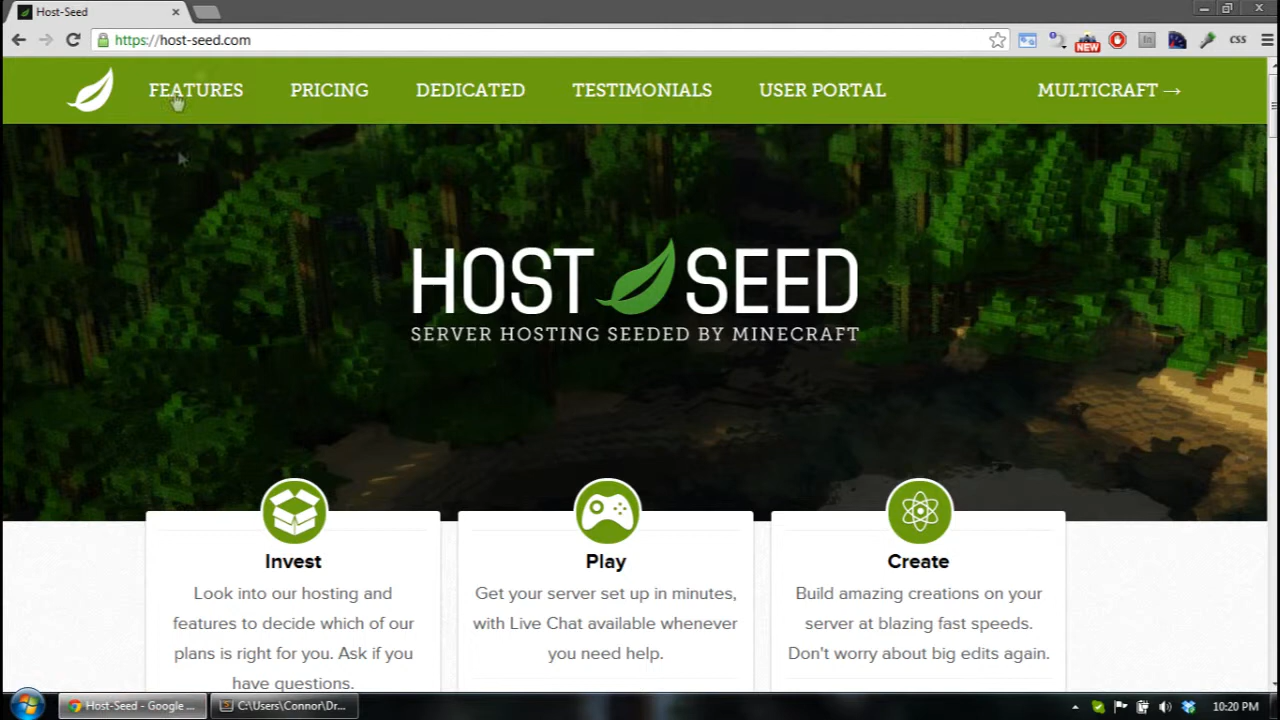 Host-Seed
https://host-seed.com
NEW
CSS
FEATURES
PRICING
DEDICATED
TESTIMONIALS
USER PORTAL
MULTICRAFT →
HOST SEED
SERVER HOSTING SEEDED BY MINECRAFT
Invest
Look into our hosting and
features to decide which of our
plans is right for you. Ask if you
have questions.
Play
Get your server set up in minutes,
with Live Chat available whenever
you need help.
Create
Build amazing creations on your
server at blazing fast speeds.
Don't worry about big edits again.
Host-Seed - Google ...
C:\Users\Connor/Dr...
10:20 PM